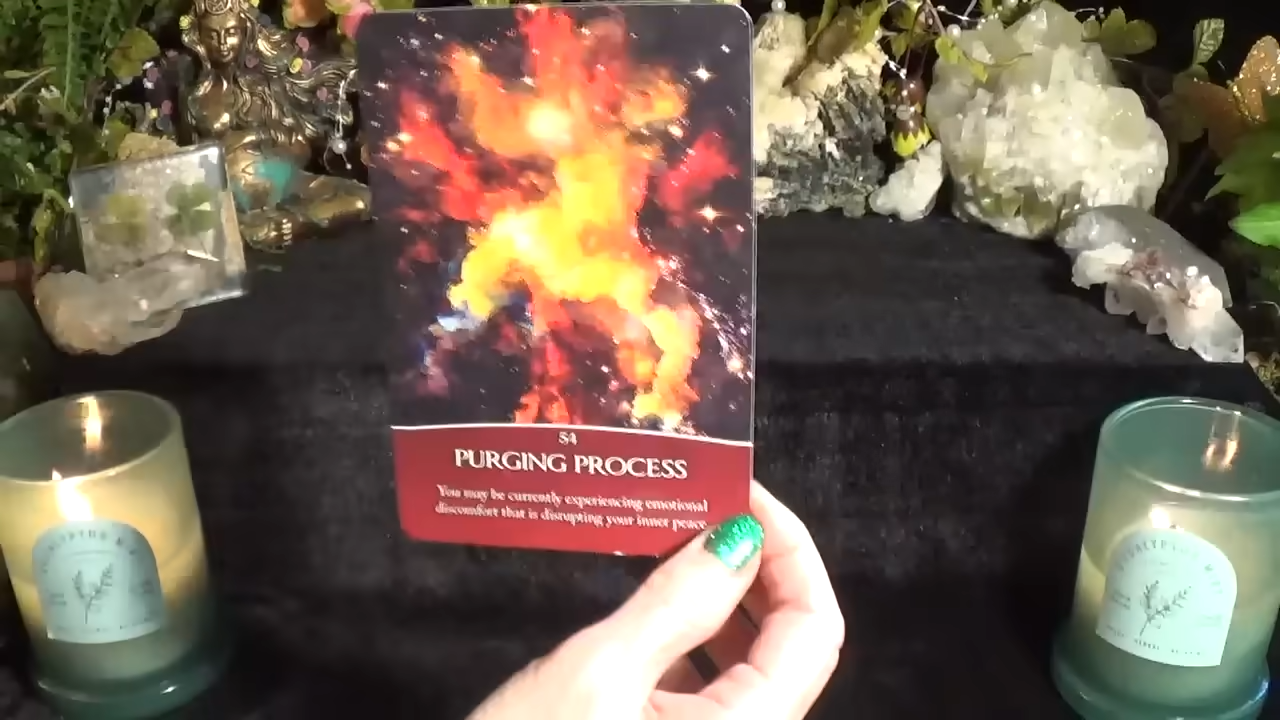 54
PURGING PROCESS
You may be currently experiencing emotional
discomfort that is disrupting your inner peace.